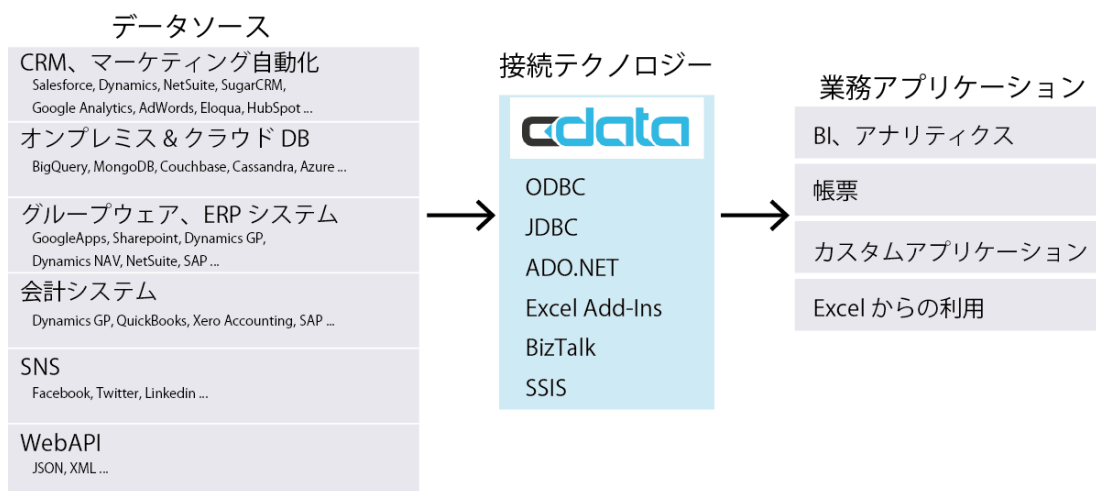 データソース
CRM、マーケティング自動化
Salesforce, Dynamics, NetSuite, SugarCRM,
Google Analytics, AdWords, Eloqua, HubSpot ...
オンプレミス & クラウド DB
BigQuery, MongoDB, Couchbase, Cassandra, Azure ...
グループウェア、ERP システム
GoogleApps, Sharepoint, Dynamics GP,
Dynamics NAV, NetSuite, SAP ...
会計システム
Dynamics GP, QuickBooks, Xero Accounting, SAP ...
SNS
Facebook, Twitter, Linkedin ...
WebAPI
JSON, XML ...
接続テクノロジー
cdata
ODBC
JDBC
ADO.NET
Excel Add-Ins
BizTalk
SSIS
業務アプリケーション
BI、アナリティクス
帳票
カスタムアプリケーション
Excel からの利用